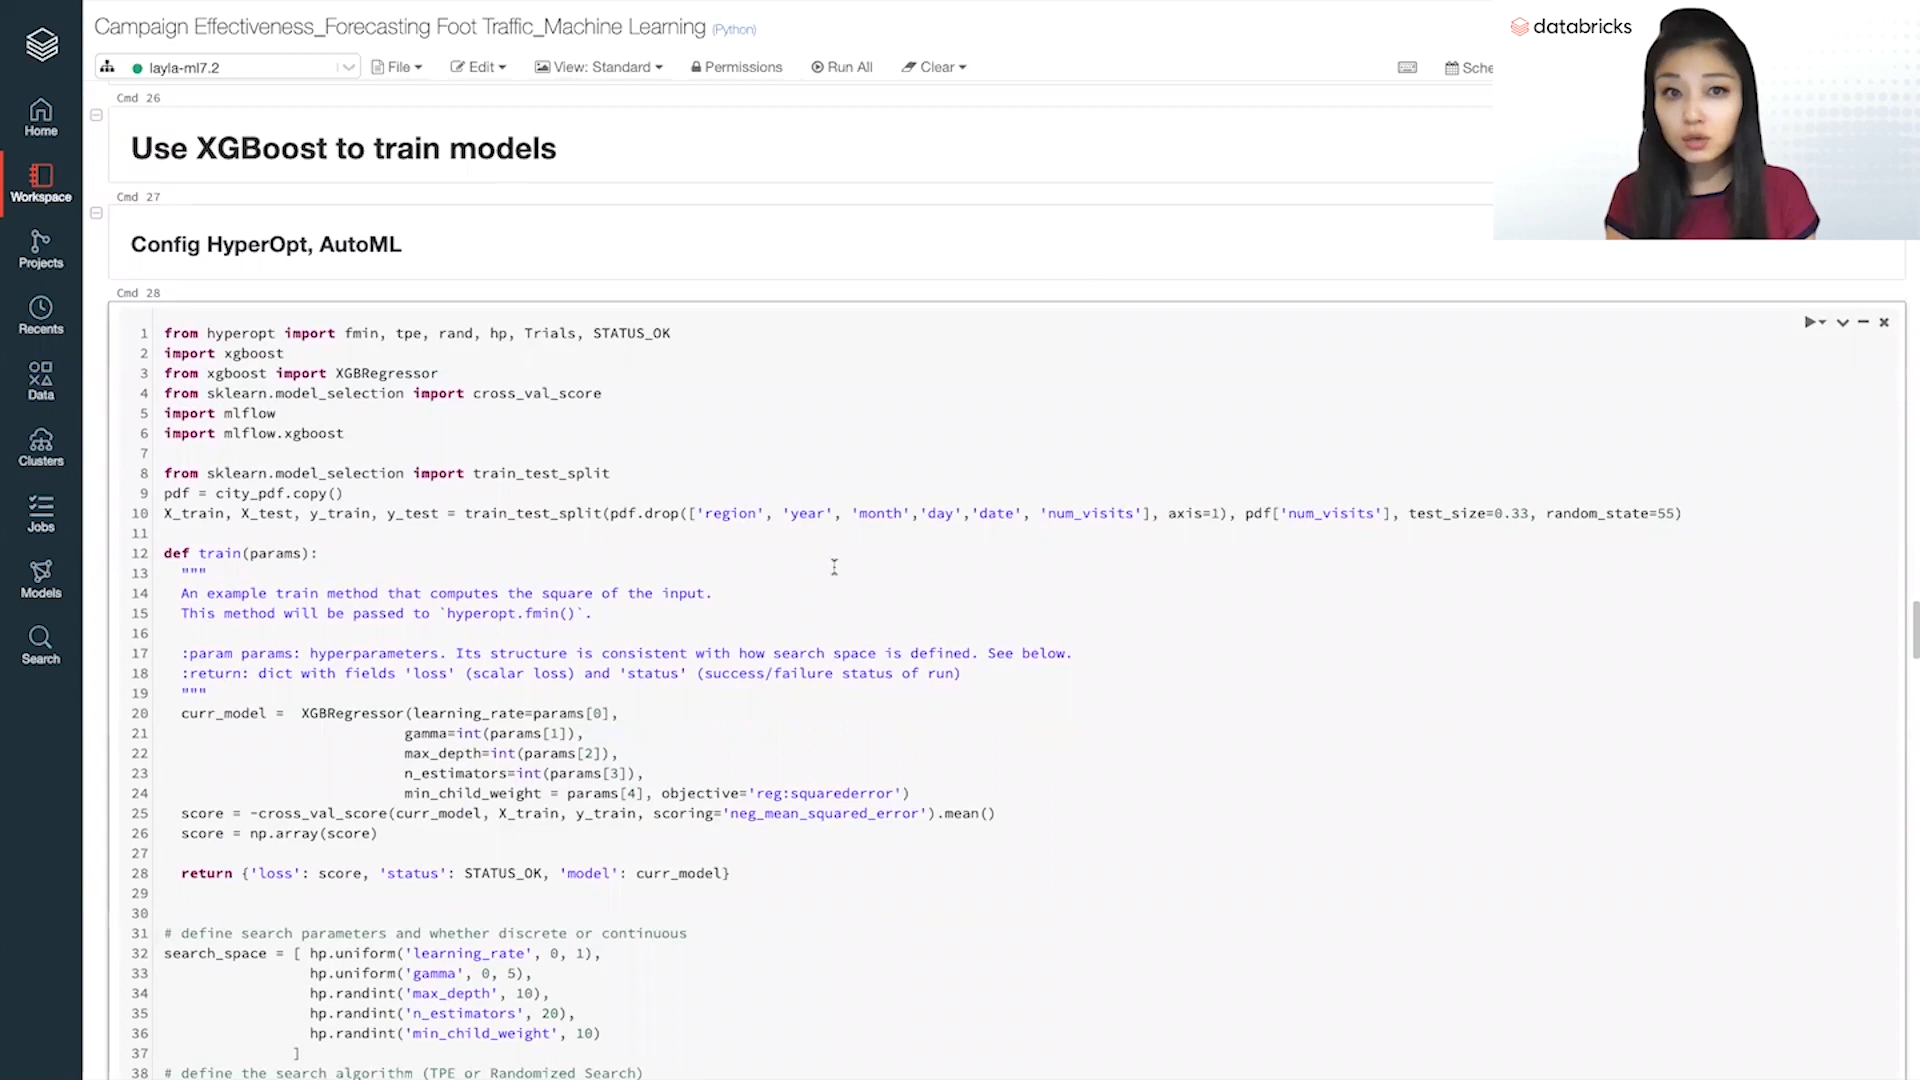 Campaign Effectiveness_Forecasting Foot Traffic_Machine Learning (Python)
databricks
layla-ml7.2
File
Edit
View: Standard
Permissions
Run All
Clear
Sche
Home
Workspace
Projects
Recents
Data
Clusters
Jobs
Models
Search
Cmd 26
Use XGBoost to train models
Cmd 27
Config HyperOpt, AutoML
Cmd 28
1 from hyperopt import fmin, tpe, rand, hp, Trials, STATUS_OK
2 import xgboost
3 from xgboost import XGBRegressor
4 from sklearn.model_selection import cross_val_score
5 import mlflow
6 import mlflow.xgboost
7
8 from sklearn.model_selection import train_test_split
9 pdf = city_pdf.copy()
10 X_train, X_test, y_train, y_test = train_test_split(pdf.drop(['region', 'year', 'month','day','date', 'num_visits'], axis=1), pdf['num_visits'], test_size=0.33, random_state=55)
11
12 def train(params):
13 """
14 An example train method that computes the square of the input.
15 This method will be passed to `hyperopt.fmin()`.
16
17 :param params: hyperparameters. Its structure is consistent with how search space is defined. See below.
18 :return: dict with fields 'loss' (scalar loss) and 'status' (success/failure status of run)
19 """
20 curr_model = XGBRegressor(learning_rate=params[0],
21 gamma=int(params[1]),
22 max_depth=int(params[2]),
23 n_estimators=int(params[3]),
24 min_child_weight = params[4], objective='reg:squarederror')
25 score = -cross_val_score(curr_model, X_train, y_train, scoring='neg_mean_squared_error').mean()
26 score = np.array(score)
27
28 return {'loss': score, 'status': STATUS_OK, 'model': curr_model}
29
30
31 # define search parameters and whether discrete or continuous
32 search_space = [ hp.uniform('learning_rate', 0, 1),
33 hp.uniform('gamma', 0, 5),
34 hp.randint('max_depth', 10),
35 hp.randint('n_estimators', 20),
36 hp.randint('min_child_weight', 10)
37 ]
38 # define the search algorithm (TPE or Randomized Search)